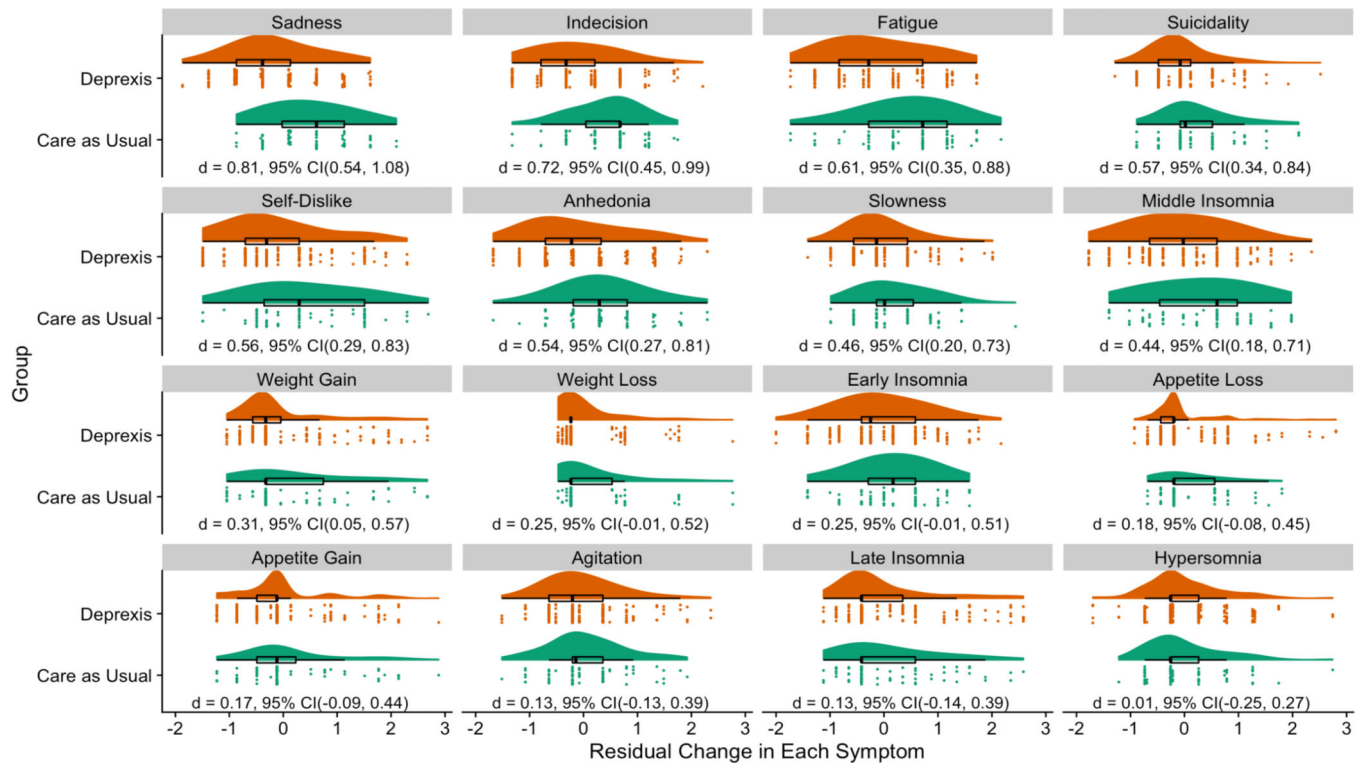 Sadness Indecision Fatigue Suicidality
Deprexis
Care as Usual
d = 0.81, 95% CI(0.54, 1.08) d = 0.72, 95% CI(0.45, 0.99) d = 0.61, 95% CI(0.35, 0.88) d = 0.57, 95% CI(0.34, 0.84)
Self-Dislike Anhedonia Slowness Middle Insomnia
Deprexis
Care as Usual
d = 0.56, 95% CI(0.29, 0.83) d = 0.54, 95% CI(0.27, 0.81) d = 0.46, 95% CI(0.20, 0.73) d = 0.44, 95% CI(0.18, 0.71)
Group
Weight Gain Weight Loss Early Insomnia Appetite Loss
Deprexis
Care as Usual
d = 0.31, 95% CI(0.05, 0.57) d = 0.25, 95% CI(-0.01, 0.52) d = 0.25, 95% CI(-0.01, 0.51) d = 0.18, 95% CI(-0.08, 0.45)
Appetite Gain Agitation Late Insomnia Hypersomnia
Deprexis
Care as Usual
d = 0.17, 95% CI(-0.09, 0.44) d = 0.13, 95% CI(-0.13, 0.39) d = 0.13, 95% CI(-0.14, 0.39) d = 0.01, 95% CI(-0.25, 0.27)
-2 -1 0 1 2 3 -2 -1 0 1 2 3 -2 -1 0 1 2 3 -2 -1 0 1 2 3
Residual Change in Each Symptom